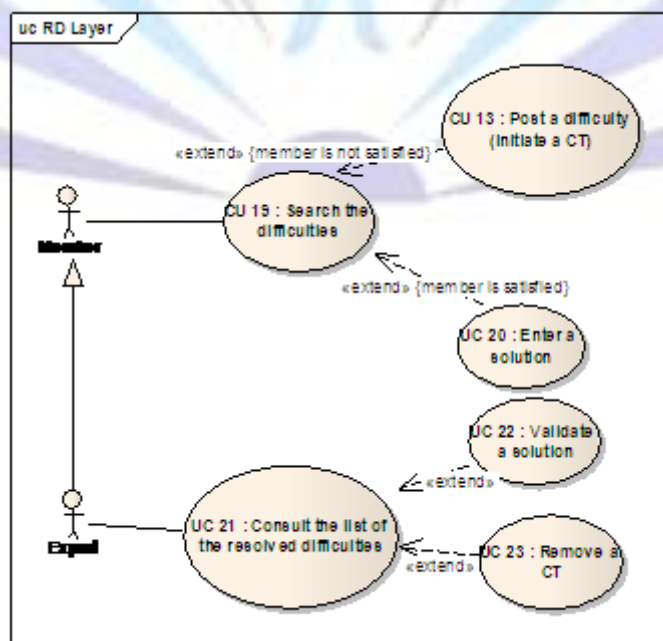 uc RD Layer
CU 13 : Post a difficulty
(Initiate a CT)
«extend» {member is not satisfied}
CU 19 : Search the
difficulties
Member
«extend» {member is satisfied}
UC 20 : Enter a
solution
UC 22 : Validate
a solution
«extend»
UC 21 : Consult the list of
the resolved difficulties
UC 23 : Remove a
CT
«extend»